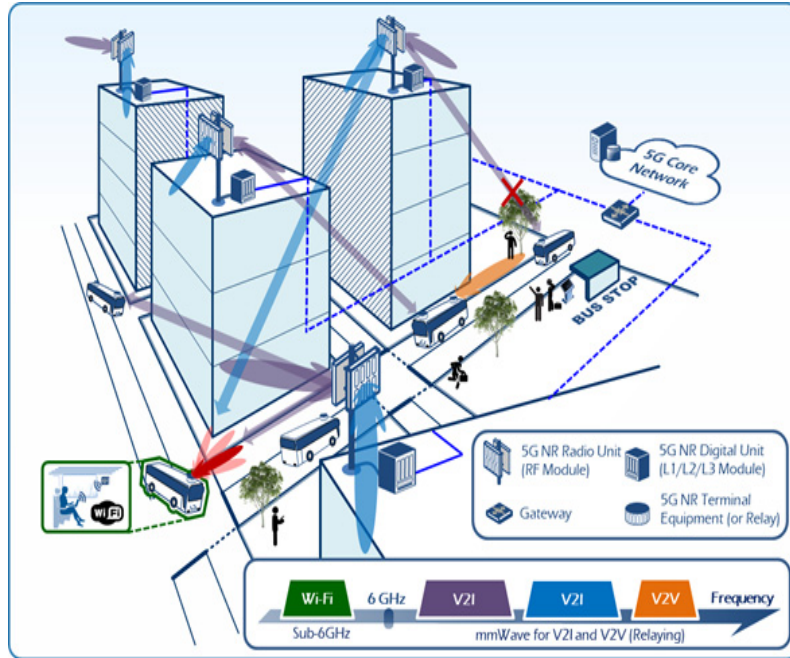 5G Core
Network
BUS STOP
WiFi
5G NR Radio Unit
(RF Module)
5G NR Digital Unit
(L1/L2/L3 Module)
Gateway
5G NR Terminal
Equipment (or Relay)
Wi-Fi
6 GHz
V2I
V2I
V2V
Frequency
Sub-6GHz
mmWave for V2I and V2V (Relaying)